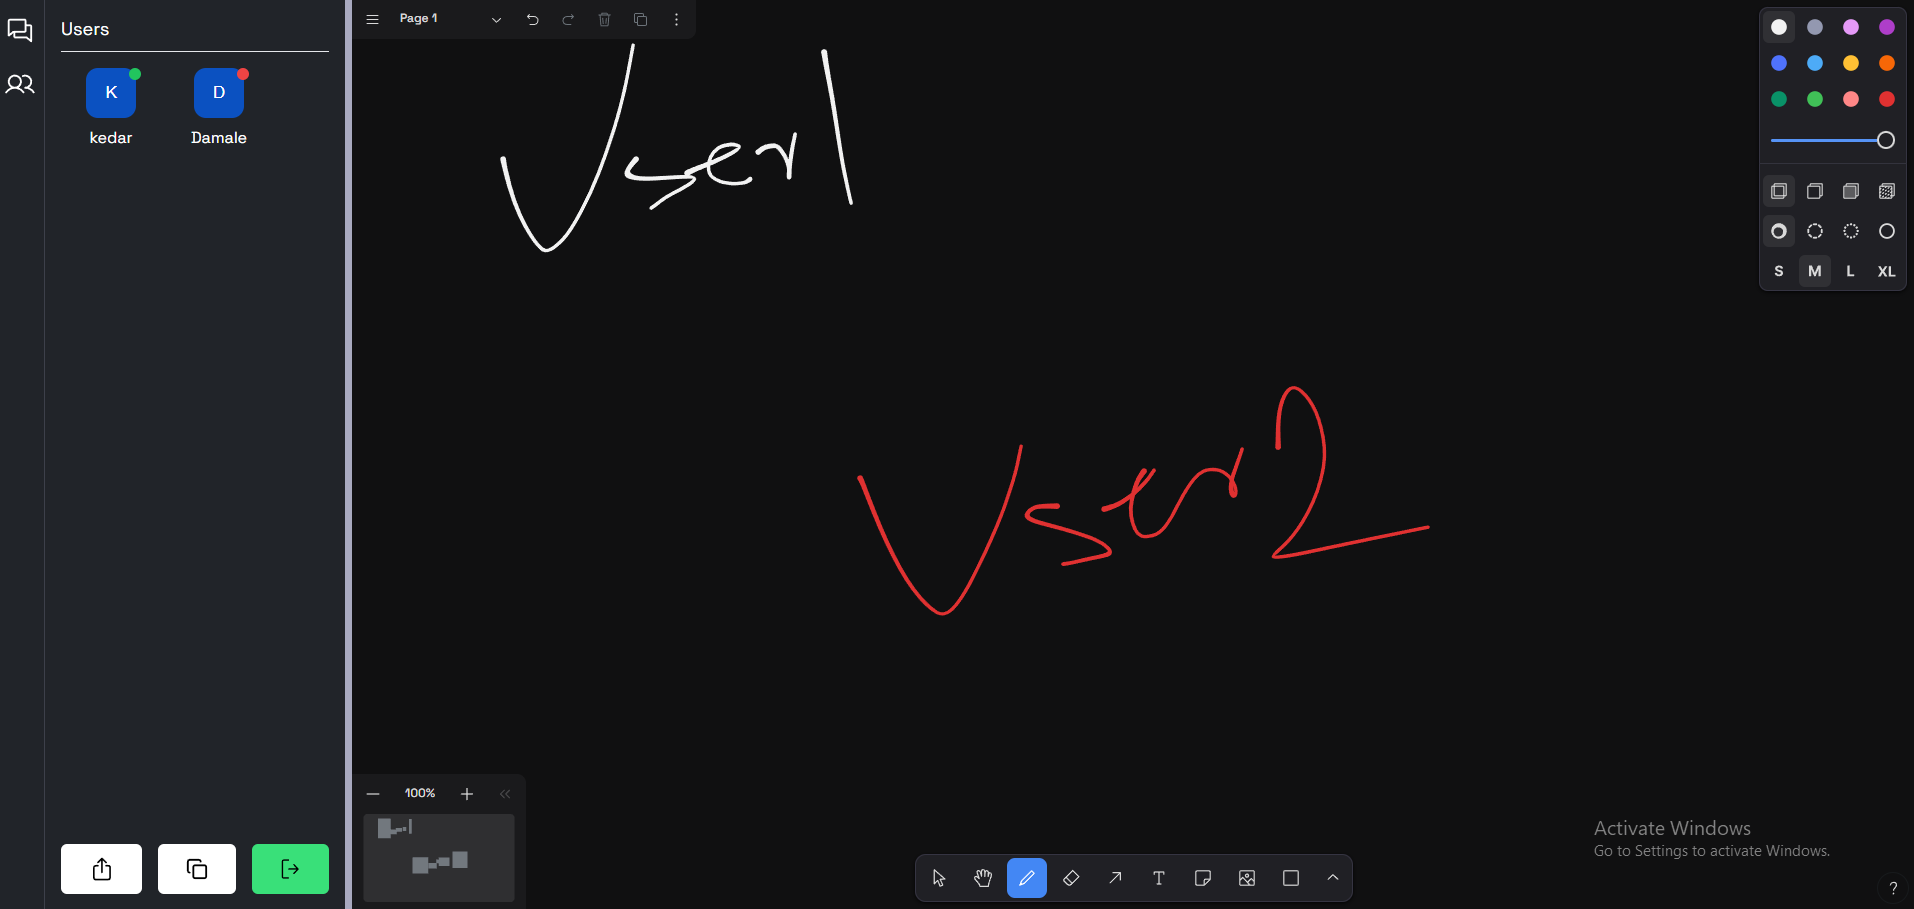 Users
K
D
kedar
Damale
Page 1
User1
User2
S M L XL
100%
Activate Windows
Go to Settings to activate Windows.
T
?